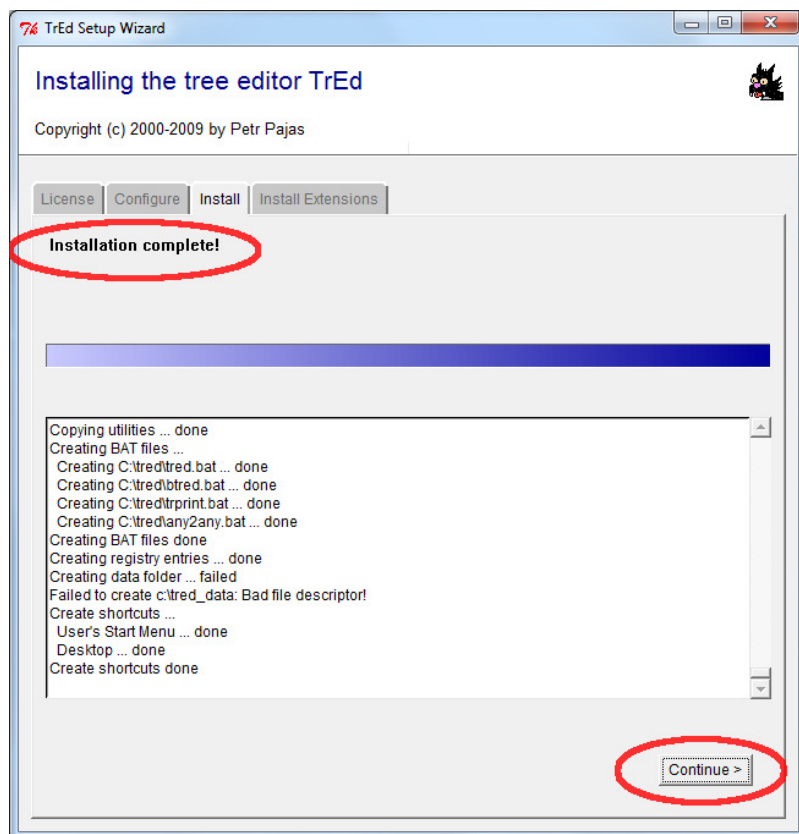 TrEd Setup Wizard
Installing the tree editor TrEd
Copyright (c) 2000-2009 by Petr Pajas
License Configure Install Install Extensions
Installation complete!
Copying utilities ... done
Creating BAT files ...
Creating C:\tred\tred.bat ... done
Creating C:\tred\btred.bat ... done
Creating C:\tred\trprint.bat ... done
Creating C:\tred\any2any.bat ... done
Creating BAT files done
Creating registry entries ... done
Creating data folder ... failed
Failed to create c:\tred_data: Bad file descriptor!
Create shortcuts ...
User's Start Menu ... done
Desktop ... done
Create shortcuts done
Continue >